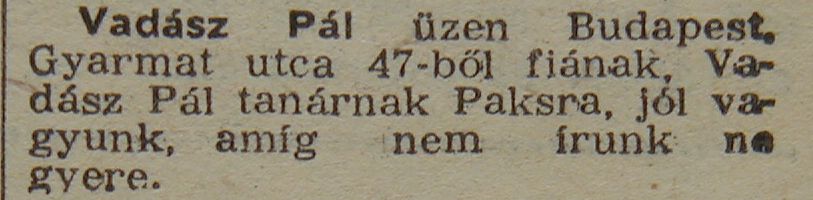 Vadász Pál üzen Budapest,
Gyarmat utca 47-ből fiának, Va-
dász Pál tanárnak Paksra, jól va-
gyunk, amíg nem írunk ne
gyere.